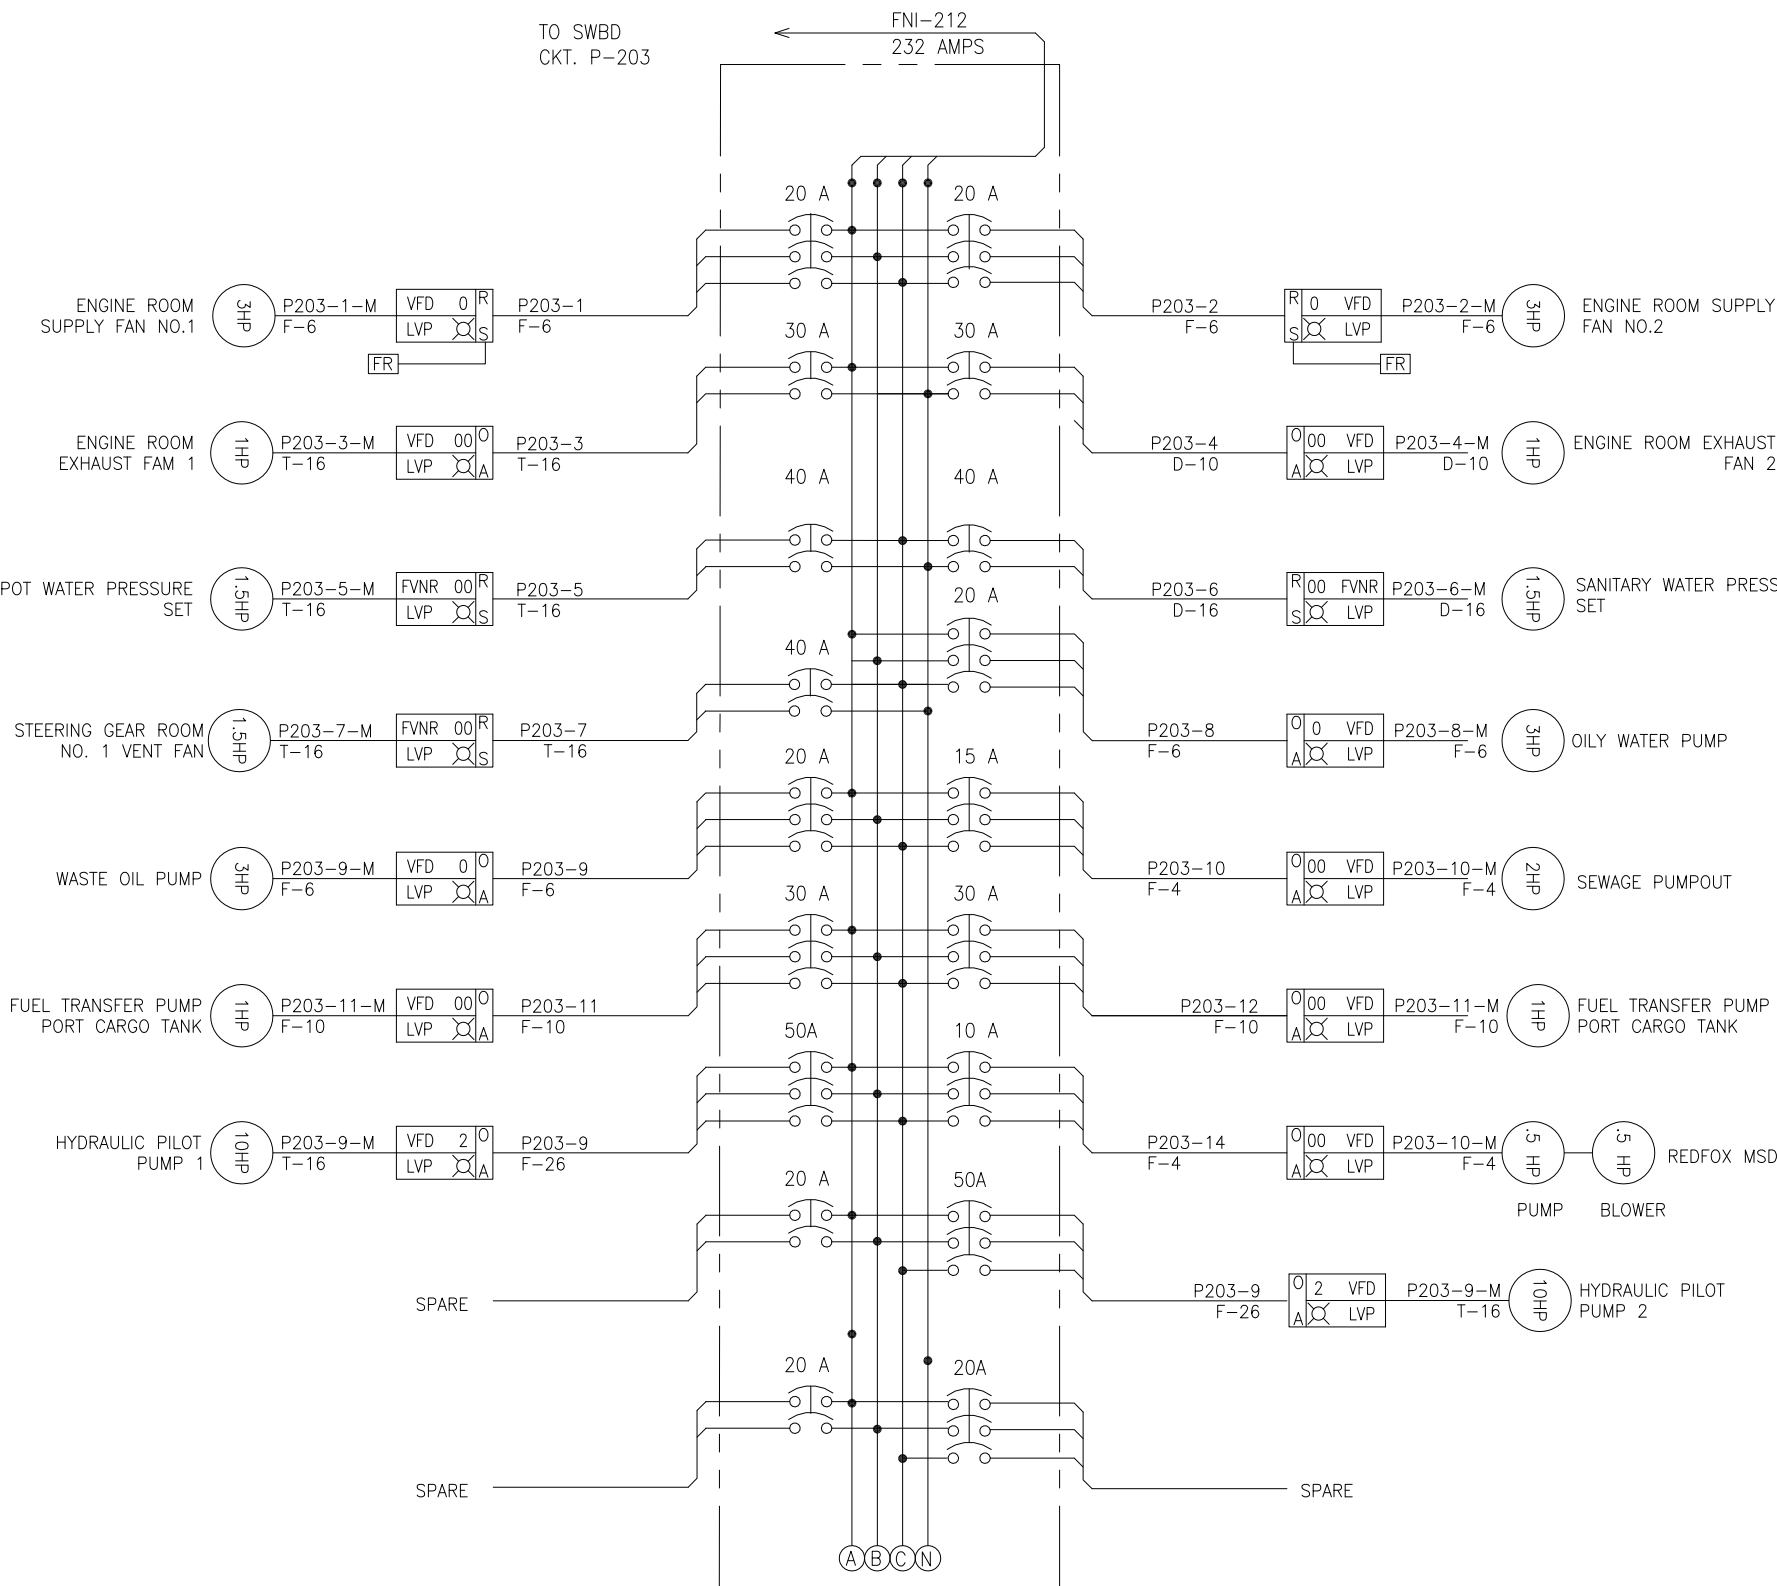 TO SWBD
CKT. P-203
FNI-212
232 AMPS
20 A
20 A
ENGINE ROOM
SUPPLY FAN NO.1
3HP
P203-1-M
F-6
VFD 0 R
LVP S
P203-1
F-6
FR
P203-2
F-6
R 0 VFD
S LVP
P203-2-M
F-6
3HP
ENGINE ROOM SUPPLY
FAN NO.2
FR
30 A
30 A
ENGINE ROOM
EXHAUST FAM 1
1HP
P203-3-M
T-16
VFD 00 O
LVP A
P203-3
T-16
P203-4
D-10
O 00 VFD
A LVP
P203-4-M
D-10
1HP
ENGINE ROOM EXHAUST
FAN 2
40 A
40 A
POT WATER PRESSURE
SET
1.5HP
P203-5-M
T-16
FVNR 00 R
LVP S
P203-5
T-16
P203-6
D-16
R 00 FVNR
S LVP
P203-6-M
D-16
1.5HP
SANITARY WATER PRESS
SET
40 A
20 A
STEERING GEAR ROOM
NO. 1 VENT FAN
1.5HP
P203-7-M
T-16
FVNR 00 R
LVP S
P203-7
T-16
P203-8
F-6
O 0 VFD
A LVP
P203-8-M
F-6
3HP
OILY WATER PUMP
20 A
15 A
WASTE OIL PUMP
3HP
P203-9-M
F-6
VFD 0 O
LVP A
P203-9
F-6
P203-10
F-4
O 00 VFD
A LVP
P203-10-M
F-4
2HP
SEWAGE PUMPOUT
30 A
30 A
FUEL TRANSFER PUMP
PORT CARGO TANK
1HP
P203-11-M
F-10
VFD 00 O
LVP A
P203-11
F-10
P203-12
F-10
O 00 VFD
A LVP
P203-11-M
F-10
1HP
FUEL TRANSFER PUMP
PORT CARGO TANK
50A
10 A
HYDRAULIC PILOT
PUMP 1
10HP
P203-9-M
T-16
VFD 2 O
LVP A
P203-9
F-26
P203-14
F-4
O 00 VFD
A LVP
P203-10-M
F-4
.5 HP
.5 HP
REDFOX MSD
PUMP
BLOWER
20 A
50A
SPARE
P203-9
F-26
O 2 VFD
A LVP
P203-9-M
T-16
10HP
HYDRAULIC PILOT
PUMP 2
20 A
20A
SPARE
SPARE
A B C N